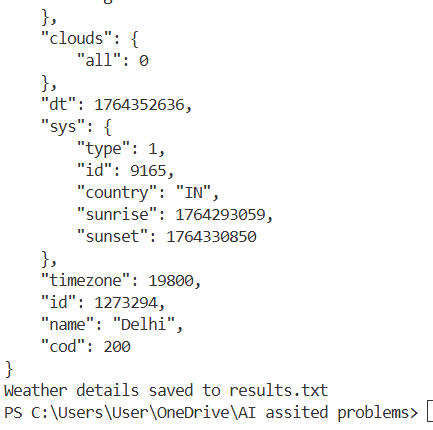 },
    "clouds": {
        "all": 0
    },
    "dt": 1764352636,
    "sys": {
        "type": 1,
        "id": 9165,
        "country": "IN",
        "sunrise": 1764293059,
        "sunset": 1764330850
    },
    "timezone": 19800,
    "id": 1273294,
    "name": "Delhi",
    "cod": 200
}
Weather details saved to results.txt
PS C:\Users\User\OneDrive\AI assited problems>